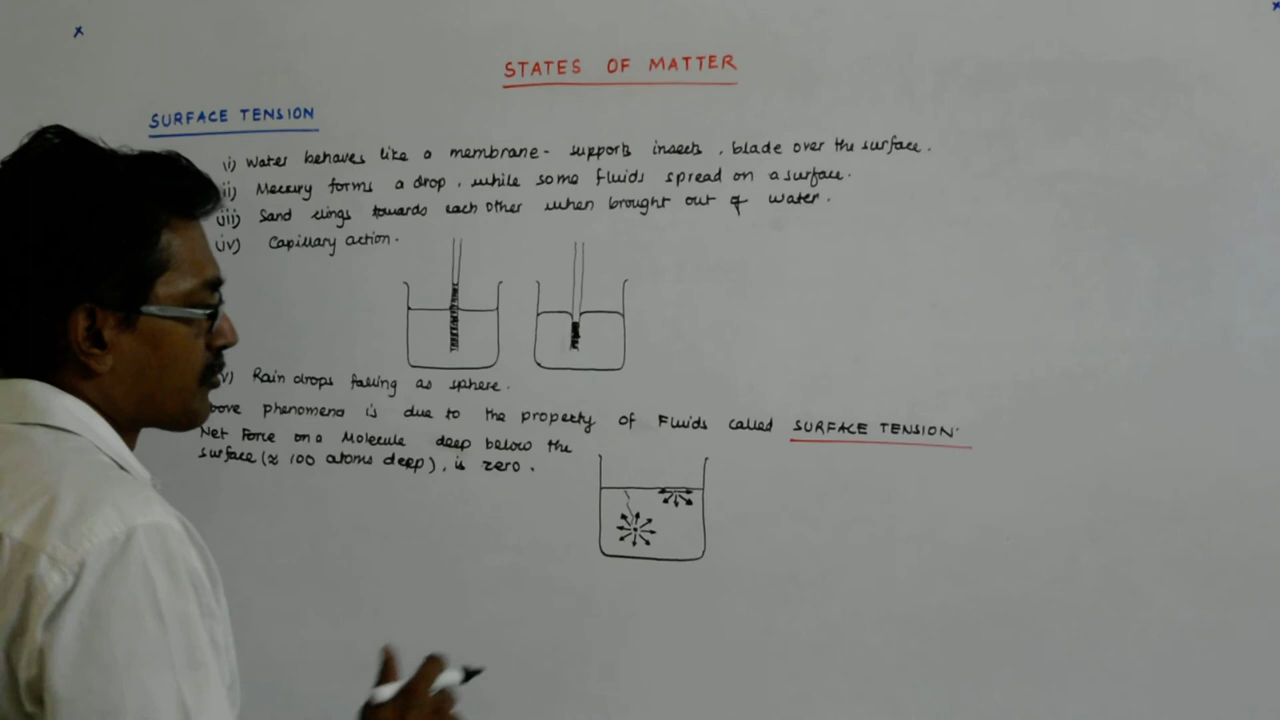 STATES OF MATTER
SURFACE TENSION
(i) Water behaves like a membrane - supports insects, blade over the surface.
ii) Mercury forms a drop, while some fluids spread on a surface.
iii) Sand clings towards each other when brought out of water.
iv) Capillary action.
v) Rain drops falling as sphere.
bove phenomena is due to the property of Fluids called SURFACE TENSION.
Net Force on a Molecule deep below the
surface (≈ 100 atoms deep), is zero.